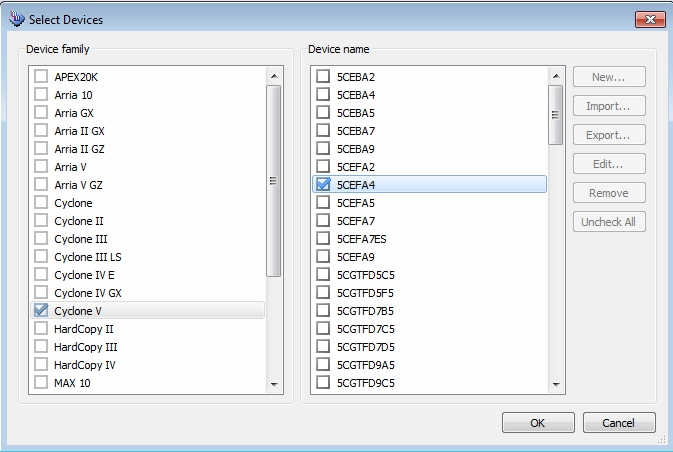 Select Devices
Device family
APEX20K
Arria 10
Arria GX
Arria II GX
Arria II GZ
Arria V
Arria V GZ
Cyclone
Cyclone II
Cyclone III
Cyclone III LS
Cyclone IV E
Cyclone IV GX
Cyclone V
HardCopy II
HardCopy III
HardCopy IV
MAX 10
Device name
5CEBA2
5CEBA4
5CEBA5
5CEBA7
5CEBA9
5CEFA2
5CEFA4
5CEFA5
5CEFA7
5CEFA7ES
5CEFA9
5CGTFD5C5
5CGTFD5F5
5CGTFD7B5
5CGTFD7C5
5CGTFD7D5
5CGTFD9A5
5CGTFD9C5
New...
Import...
Export...
Edit...
Remove
Uncheck All
OK
Cancel